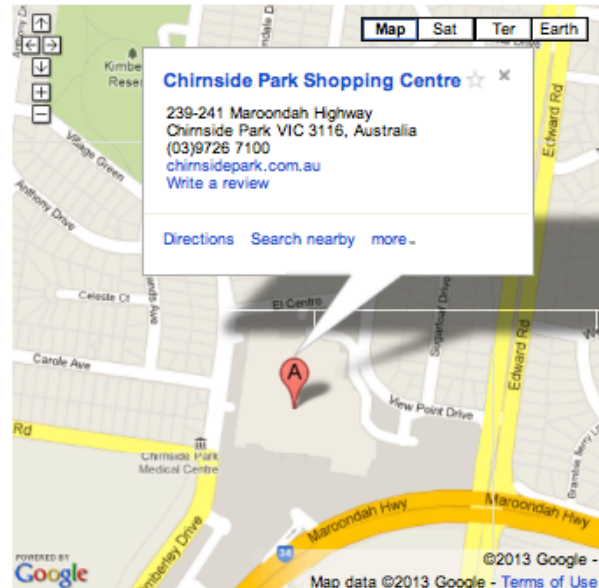 Map Sat Ter Earth
Chirnside Park Shopping Centre
239-241 Maroondah Highway
Chirnside Park VIC 3116, Australia
(03)9726 7100
chirnsidepark.com.au
Write a review
Directions Search nearby more
Edward Rd
Village Green
Anthony Drive
Celeste Ct
El Centro
Sugarloaf Drive
Carole Ave
Edward Rd
A
View Point Drive
Rd
Chirnside Park
Medical Centre
Maroondah Hwy
Maroondah Hwy
34
POWERED BY
Google
©2013 Google -
Map data ©2013 Google - Terms of Use